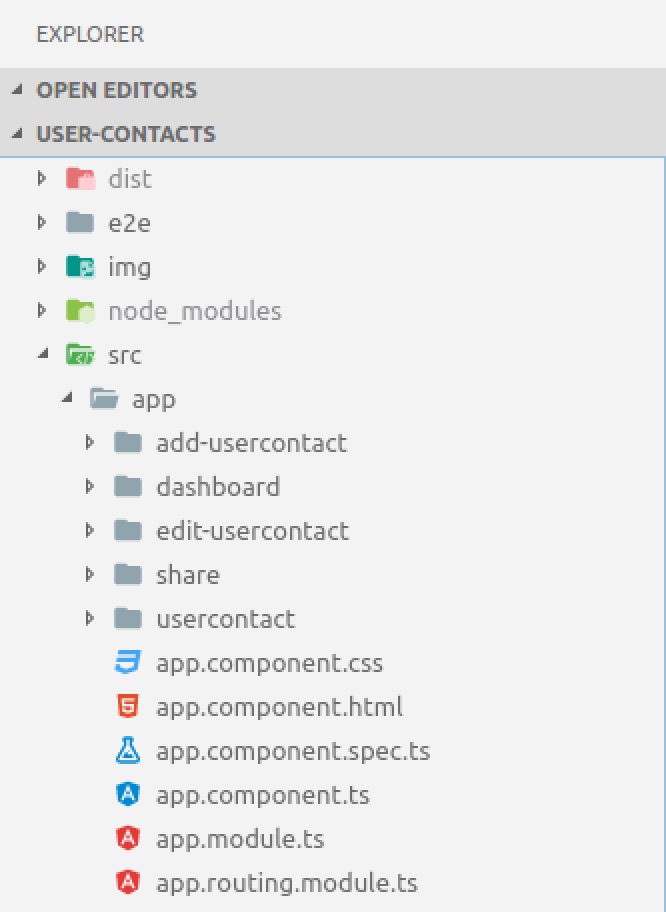 EXPLORER
OPEN EDITORS
USER-CONTACTS
dist
e2e
img
node_modules
src
app
add-usercontact
dashboard
edit-usercontact
share
usercontact
app.component.css
app.component.html
app.component.spec.ts
app.component.ts
app.module.ts
app.routing.module.ts